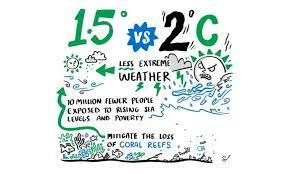 1.5° VS 2°C
LESS EXTREME
WEATHER
10 MILLION FEWER PEOPLE
EXPOSED TO RISING SEA
LEVELS AND POVERTY
MITIGATE THE LOSS
OF CORAL REEFS